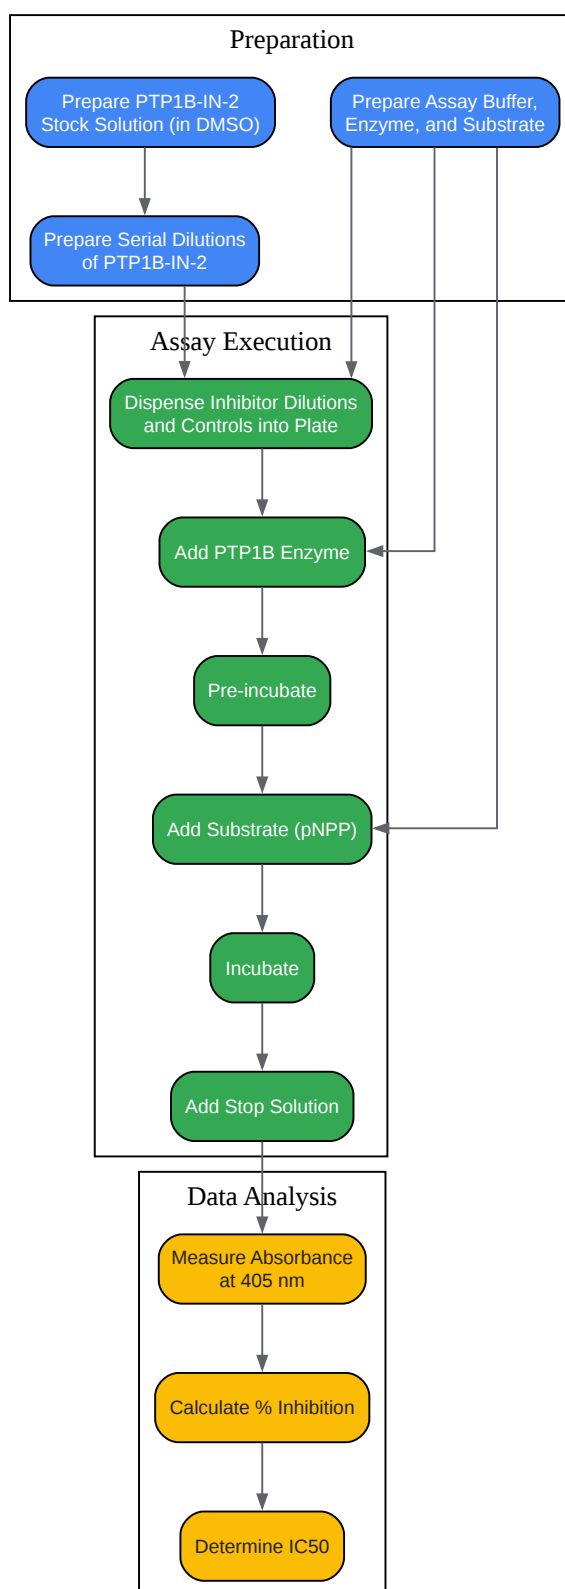 Preparation
Prepare PTP1B-IN-2
Stock Solution (in DMSO)
Prepare Assay Buffer,
Enzyme, and Substrate
Prepare Serial Dilutions
of PTP1B-IN-2
Assay Execution
Dispense Inhibitor Dilutions
and Controls into Plate
Add PTP1B Enzyme
Pre-incubate
Add Substrate (pNPP)
Incubate
Add Stop Solution
Data Analysis
Measure Absorbance
at 405 nm
Calculate % Inhibition
Determine IC50